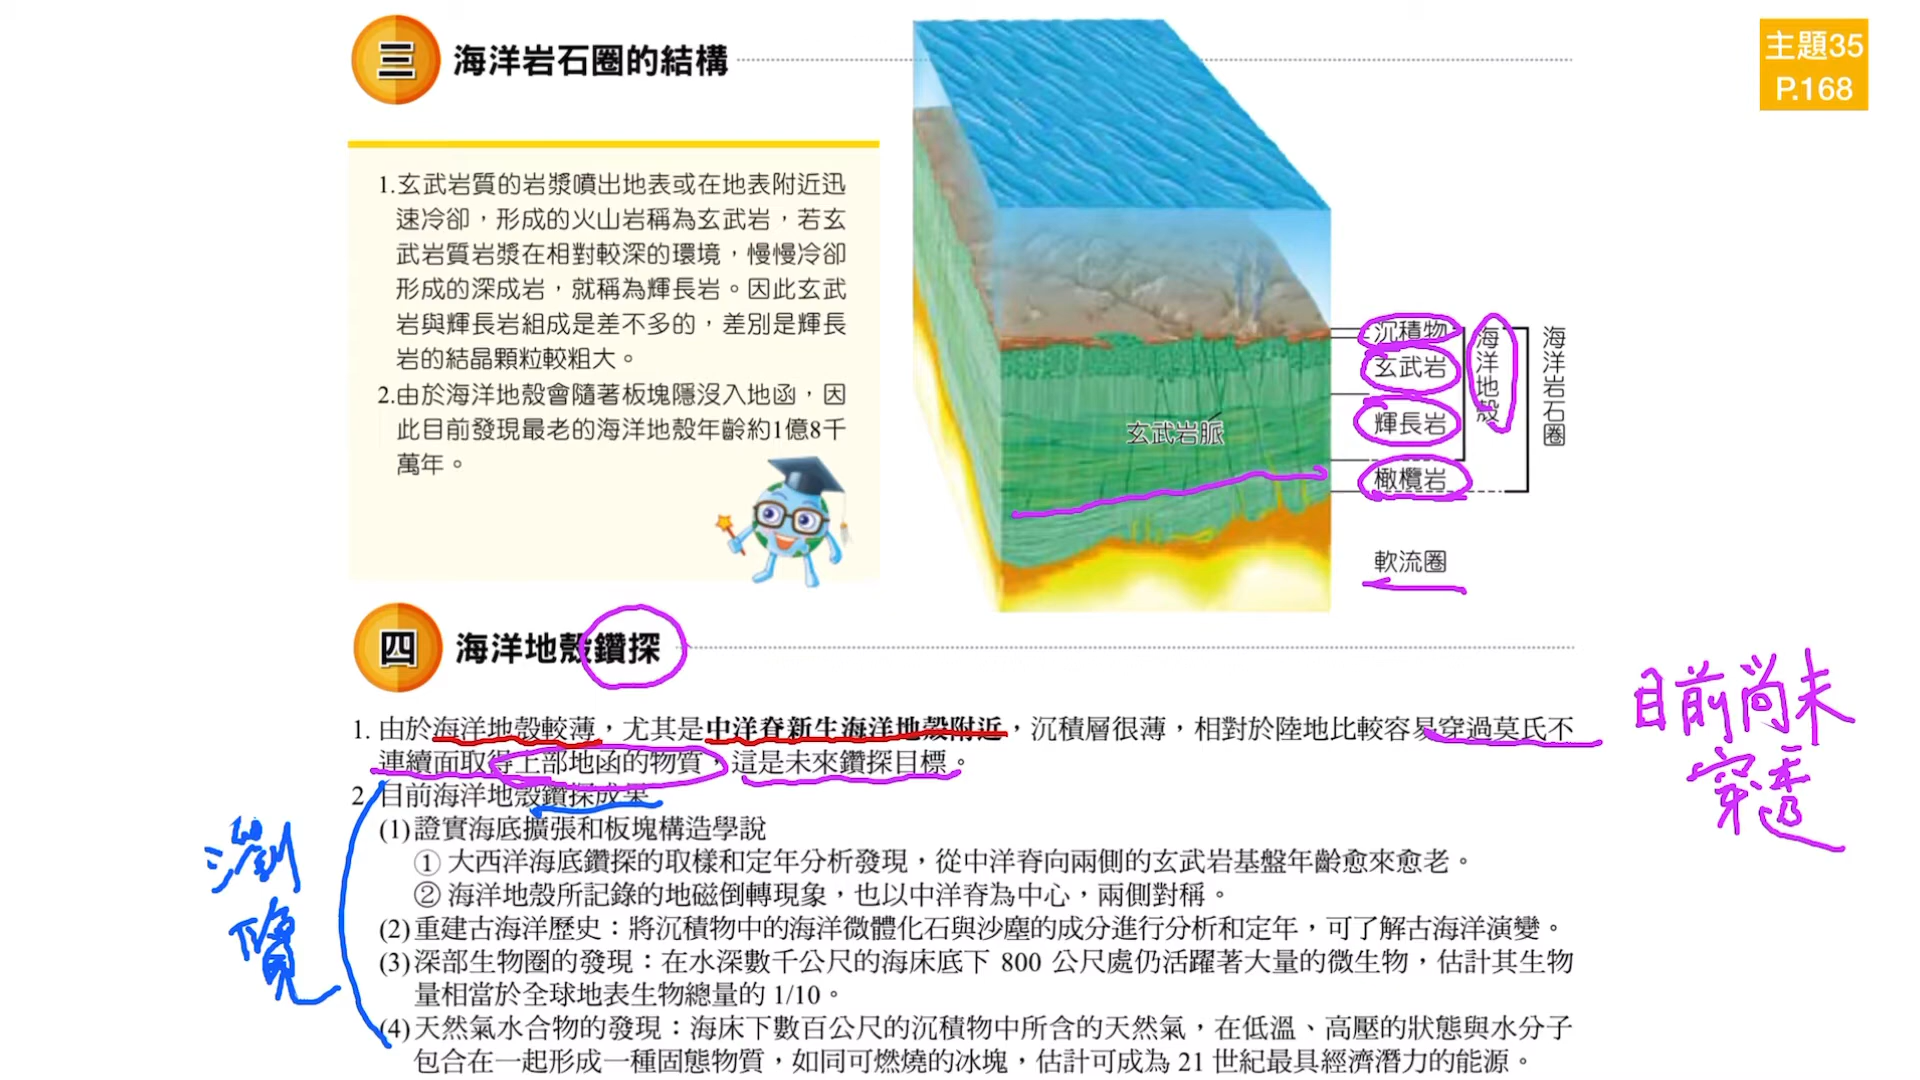 三 海洋岩石圈的結構
主題35
P.168
1.玄武岩質的岩漿噴出地表或在地表附近迅
速冷卻，形成的火山岩稱為玄武岩，若玄
武岩質岩漿在相對較深的環境，慢慢冷卻
形成的深成岩，就稱為輝長岩。因此玄武
岩與輝長岩組成是差不多的，差別是輝長
岩的結晶顆粒較粗大。
2.由於海洋地殼會隨著板塊隱沒入地函，因
此目前發現最老的海洋地殼年齡約1億8千
萬年。
玄武岩脈
沉積物
玄武岩
輝長岩
橄欖岩
軟流圈
海洋地殼
海洋岩石圈
四 海洋地殼鑽探
1. 由於海洋地殼較薄，尤其是中洋脊新生海洋地殼附近，沉積層很薄，相對於陸地比較容易穿過莫氏不
連續面取得上部地函的物質，這是未來鑽探目標。
目前尚未
穿透
2. 目前海洋地殼鑽探成果
(1) 證實海底擴張和板塊構造學說
① 大西洋海底鑽探的取樣和定年分析發現，從中洋脊向兩側的玄武岩基盤年齡愈來愈老。
② 海洋地殼所記錄的地磁倒轉現象，也以中洋脊為中心，兩側對稱。
(2) 重建古海洋歷史：將沉積物中的海洋微體化石與沙塵的成分進行分析和定年，可了解古海洋演變。
(3) 深部生物圈的發現：在水深數千公尺的海床底下 800 公尺處仍活躍著大量的微生物，估計其生物
量相當於全球地表生物總量的 1/10。
(4) 天然氣水合物的發現：海床下數百公尺的沉積物中所含的天然氣，在低溫、高壓的狀態與水分子
包合在一起形成一種固態物質，如同可燃燒的冰塊，估計可成為 21 世紀最具經濟潛力的能源。
瀏
覽